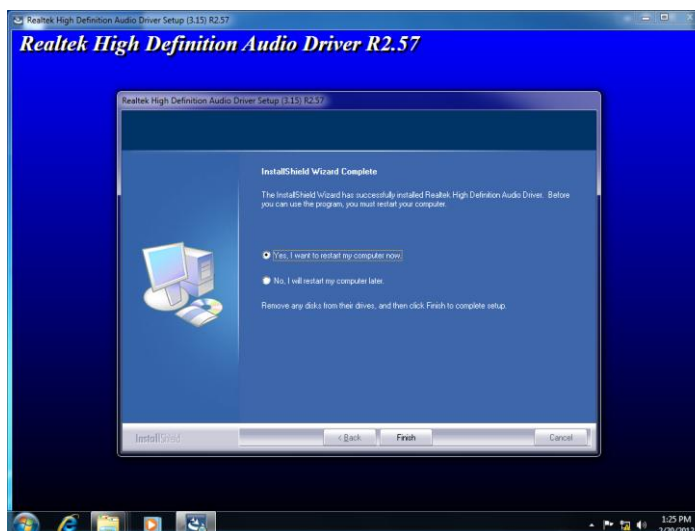 Realtek High Definition Audio Driver Setup (3.15) R2.57
Realtek High Definition Audio Driver R2.57
Realtek High Definition Audio Driver Setup (3.15) R2.57
InstallShield Wizard Complete
The InstallShield Wizard has successfully installed Realtek High Definition Audio Driver. Before
you can use the program, you must restart your computer.
Yes, I want to restart my computer now.
No, I will restart my computer later.
Remove any disks from their drives, and then click Finish to complete setup.
InstallShield
< Back
Finish
Cancel
1:25 PM